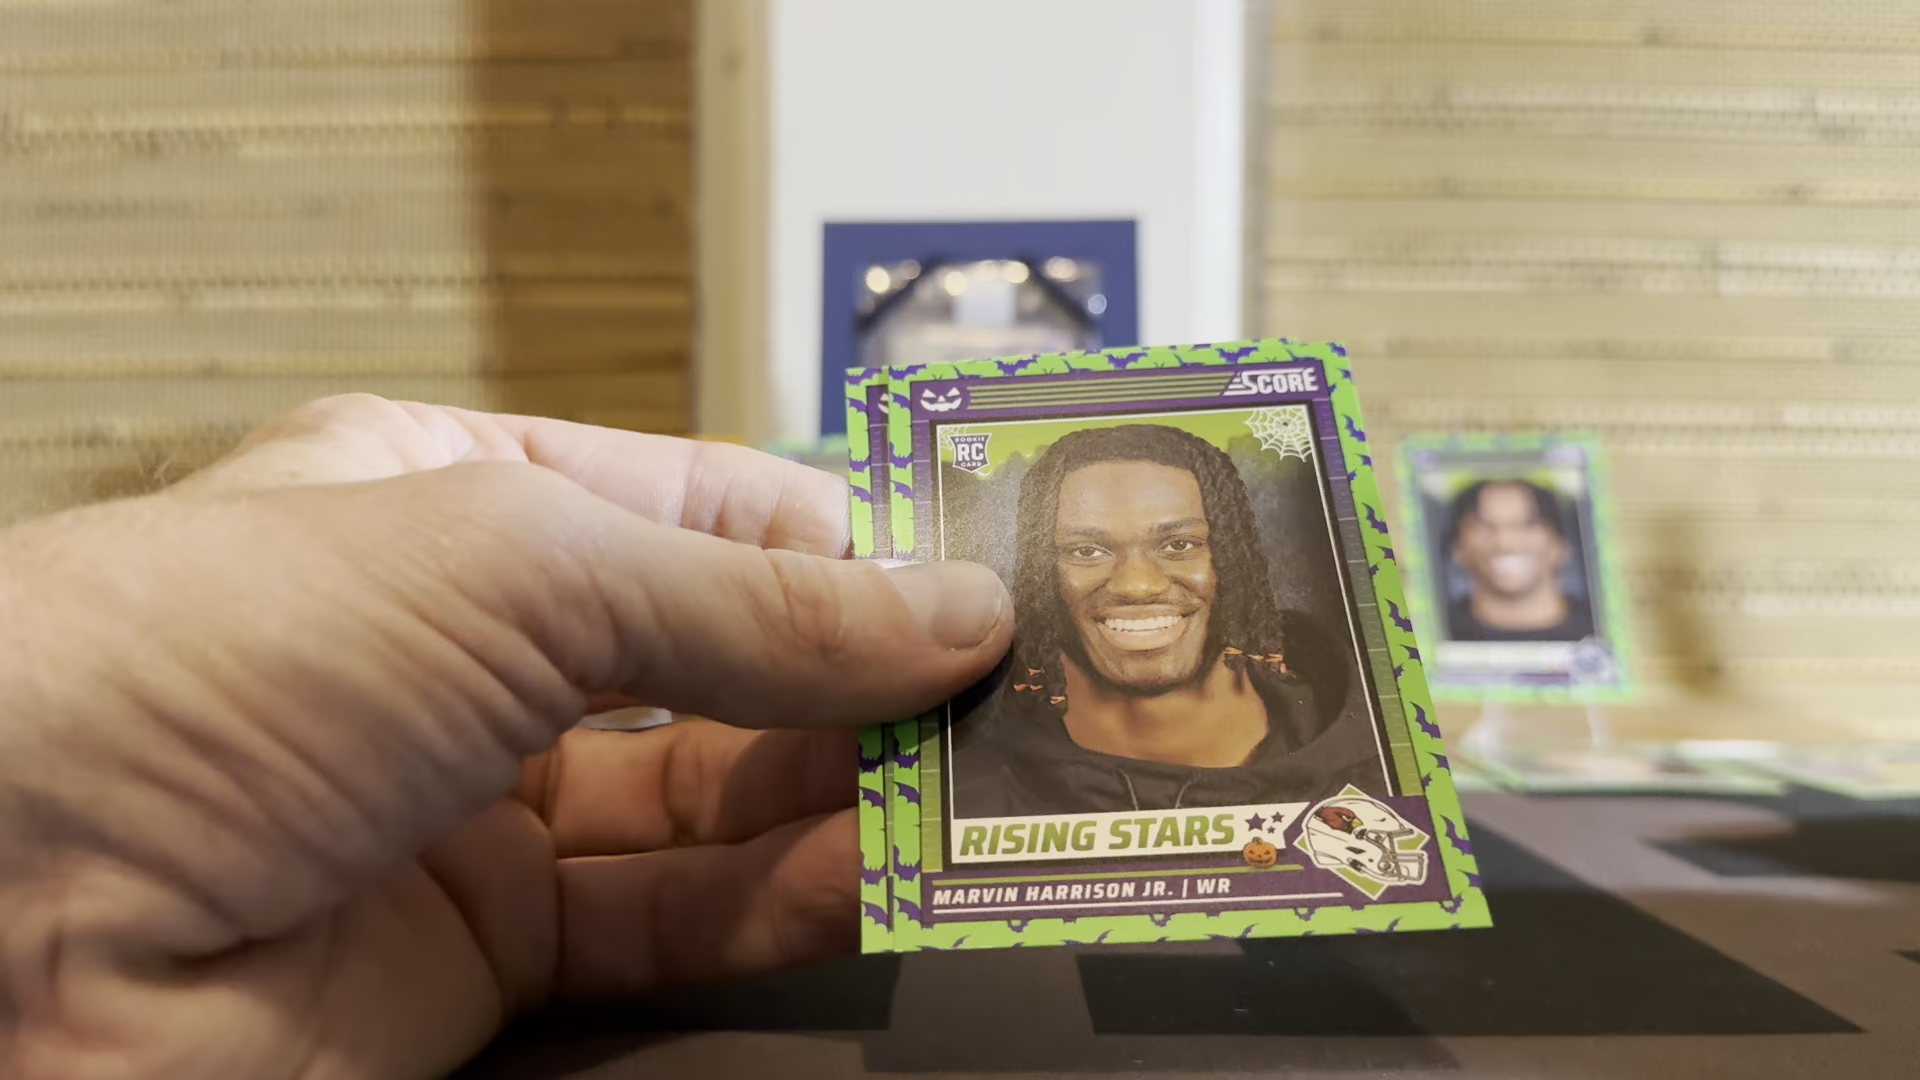 SCORE
ROOKIE
RC
CARD
RISING STARS
MARVIN HARRISON JR. | WR